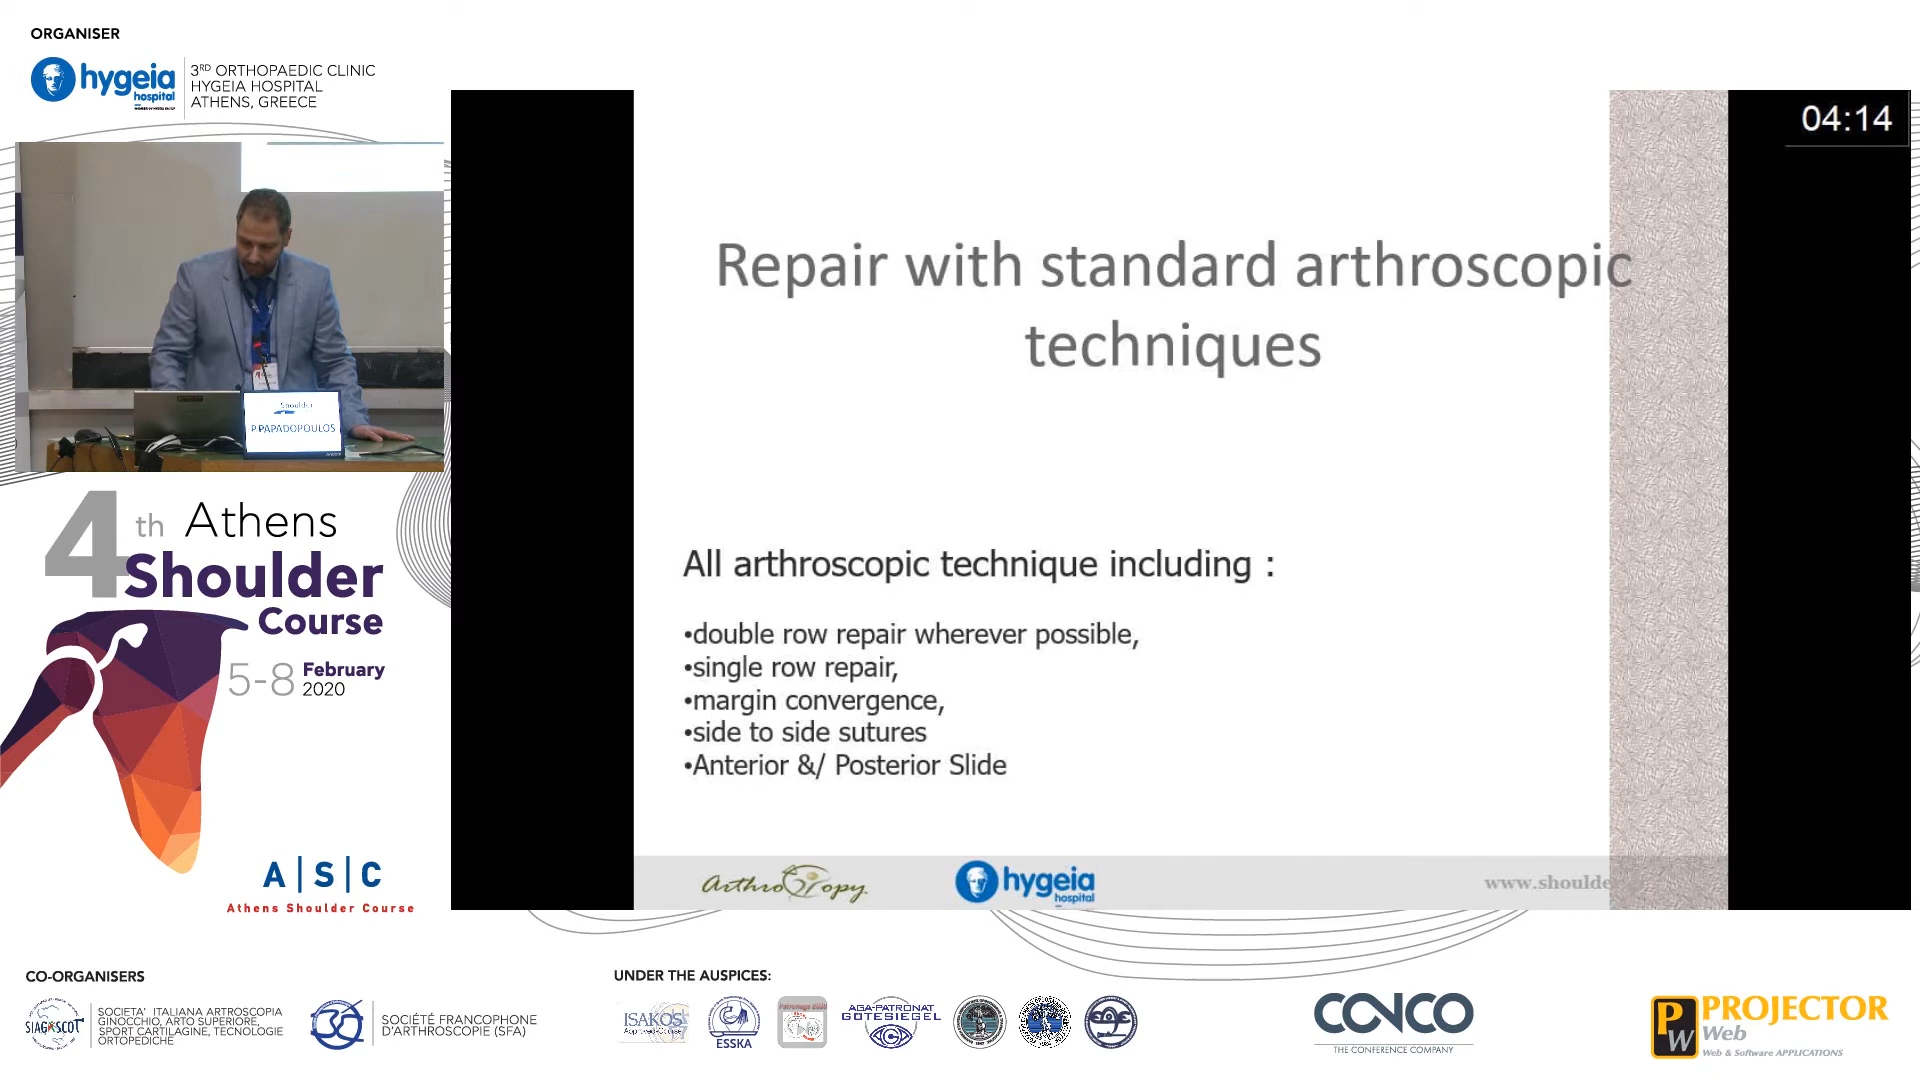 ORGANISER
hygeia
hospital
3RD ORTHOPAEDIC CLINIC
HYGEIA HOSPITAL
ATHENS, GREECE
04:14
Repair with standard arthroscopic
techniques
Shoulder
P.PAPADOPOULOS
All arthroscopic technique including :
•double row repair wherever possible,
•single row repair,
•margin convergence,
•side to side sutures
•Anterior &/ Posterior Slide
4th Athens
Shoulder
Course
5-8 February
2020
A|S|C
Athens Shoulder Course
hygeia
hospital
www.shoulde
CO-ORGANISERS
SIAGASCOT
SOCIETA' ITALIANA ARTROSCOPIA
GINOCCHIO, ARTO SUPERIORE,
SPORT CARTILAGINE, TECNOLOGIE
ORTOPEDICHE
SOCIÉTÉ FRANCOPHONE
D'ARTHROSCOPIE (SFA)
UNDER THE AUSPICES:
ISAKOS
ESSKA
Patronage 2020
AGA-PATRONAT
GÜTESIEGEL
CONCO
THE CONFERENCE COMPANY
PW
PROJECTOR
Web
Web & Software APPLICATIONS